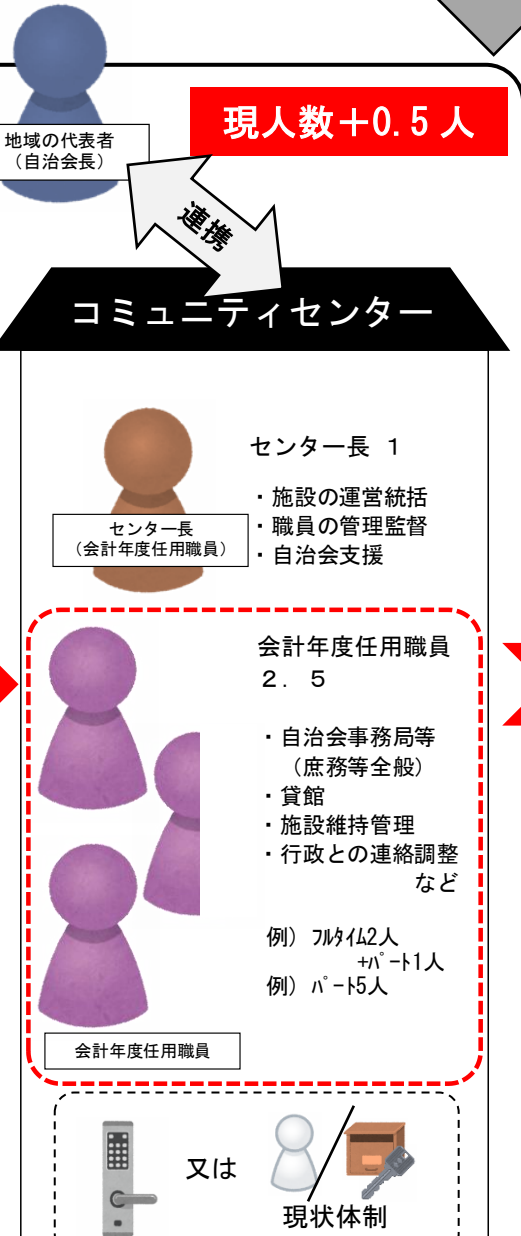 現人数＋0.5人
地域の代表者
（自治会長）
連携
コミュニティセンター
センター長 １
・施設の運営統括
・職員の管理監督
・自治会支援
センター長
（会計年度任用職員）
会計年度任用職員
２．５
・自治会事務局等
（庶務等全般）
・貸館
・施設維持管理
・行政との連絡調整
など
例）ﾌﾙﾀｲﾑ2人
+ﾊﾟｰﾄ1人
例）ﾊﾟｰﾄ5人
会計年度任用職員
又は
現状体制